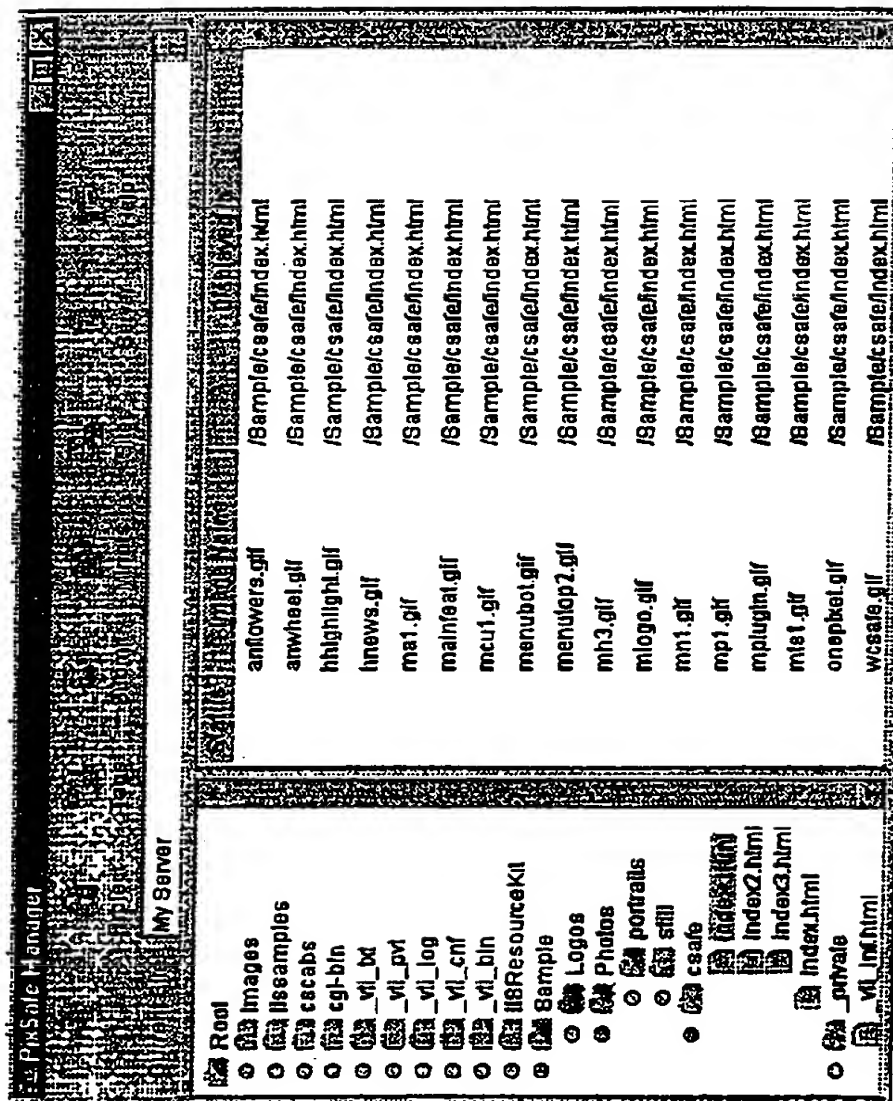 PixSafe Manager
My Server
Root
Images
iissamples
cscabs
cgi-bin
_vti_txt
_vti_pvt
_vti_log
_vti_cnf
_vti_bin
IISResourceKit
Sample
Logos
Photos
portraits
still
csafe
Index1.html
Index2.html
Index3.html
Index.html
_private
_vti_inf.html
Status Image Name
anflowers.gif /Sample/csafe/index.html
anwheel.gif /Sample/csafe/index.html
hhighlight.gif /Sample/csafe/index.html
hnews.gif /Sample/csafe/index.html
ma1.gif /Sample/csafe/index.html
mainfeat.gif /Sample/csafe/index.html
mcu1.gif /Sample/csafe/index.html
menubot.gif /Sample/csafe/index.html
menutop2.gif /Sample/csafe/index.html
mh3.gif /Sample/csafe/index.html
mlogo.gif /Sample/csafe/index.html
mn1.gif /Sample/csafe/index.html
mp1.gif /Sample/csafe/index.html
mplugin.gif /Sample/csafe/index.html
mts1.gif /Sample/csafe/index.html
onepixel.gif /Sample/csafe/index.html
wcsafe.gif /Sample/csafe/index.html